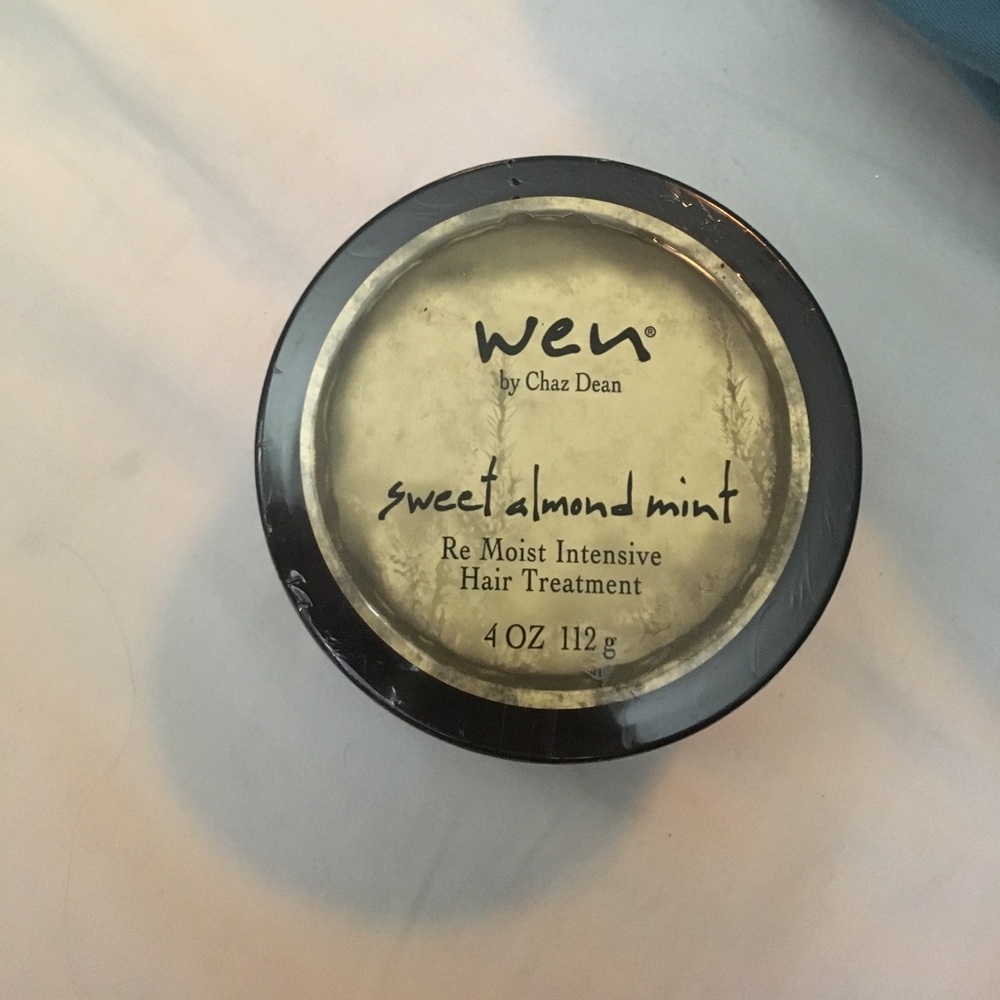 wen®
by Chaz Dean
sweet almond mint
Re Moist Intensive
Hair Treatment
4 OZ 112 g